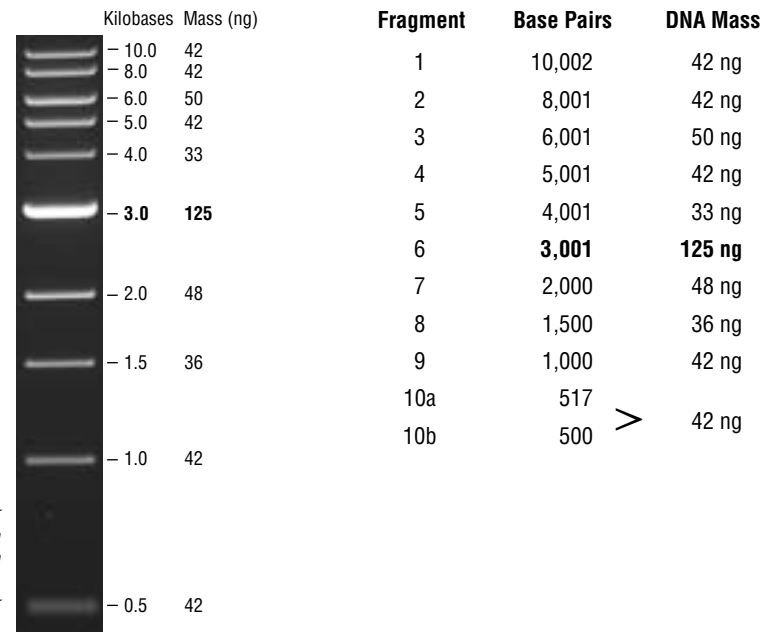 Kilobases Mass (ng)
10.0 42
8.0 42
6.0 50
5.0 42
4.0 33
3.0 125
2.0 48
1.5 36
1.0 42
0.5 42
Fragment Base Pairs DNA Mass
1 10,002 42 ng
2 8,001 42 ng
3 6,001 50 ng
4 5,001 42 ng
5 4,001 33 ng
6 3,001 125 ng
7 2,000 48 ng
8 1,500 36 ng
9 1,000 42 ng
10a 517
> 42 ng
10b 500